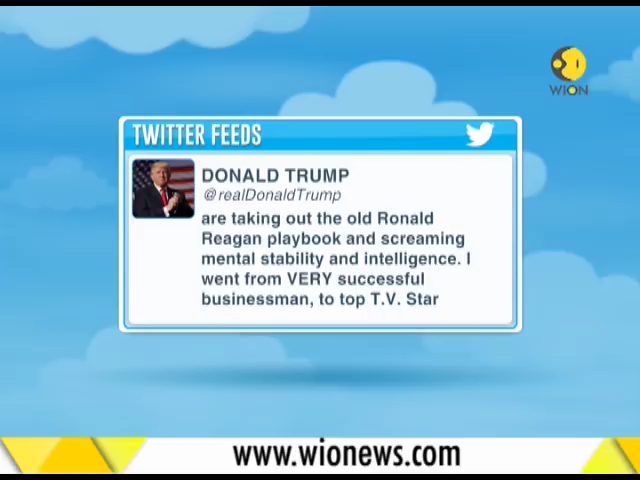 WION
TWITTER FEEDS
DONALD TRUMP
@realDonaldTrump
are taking out the old Ronald
Reagan playbook and screaming
mental stability and intelligence. I
went from VERY successful
businessman, to top T.V. Star
www.wionews.com